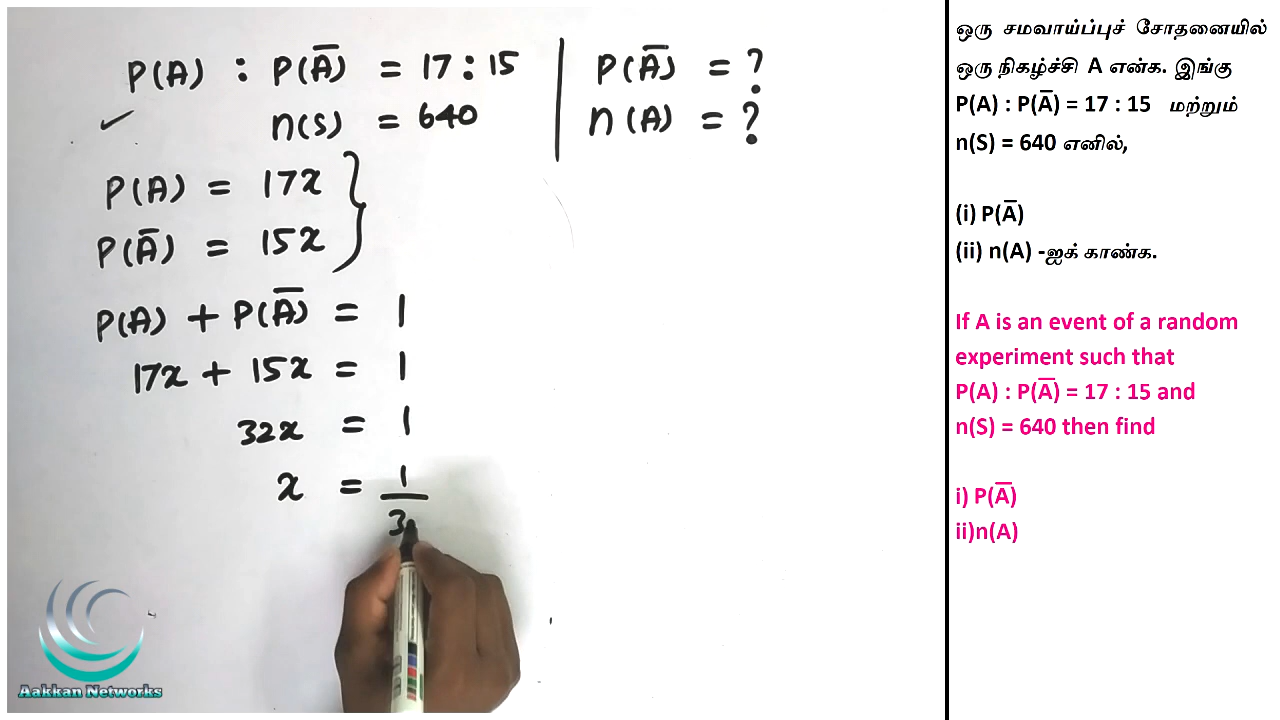 P(A) : P(A̅) = 17 : 15
n(S) = 640
P(A̅) = ?
n(A) = ?
P(A) = 17x
P(A̅) = 15x
P(A) + P(A̅) = 1
17x + 15x = 1
32x = 1
x = 1/3
Aakkan Networks
ஒரு சமவாய்ப்புச் சோதனையில்
ஒரு நிகழ்ச்சி A என்க. இங்கு
P(A) : P(A̅) = 17 : 15 மற்றும்
n(S) = 640 எனில்,
(i) P(A̅)
(ii) n(A) -ஐக் காண்க.
If A is an event of a random
experiment such that
P(A) : P(A̅) = 17 : 15 and
n(S) = 640 then find
i) P(A̅)
ii)n(A)